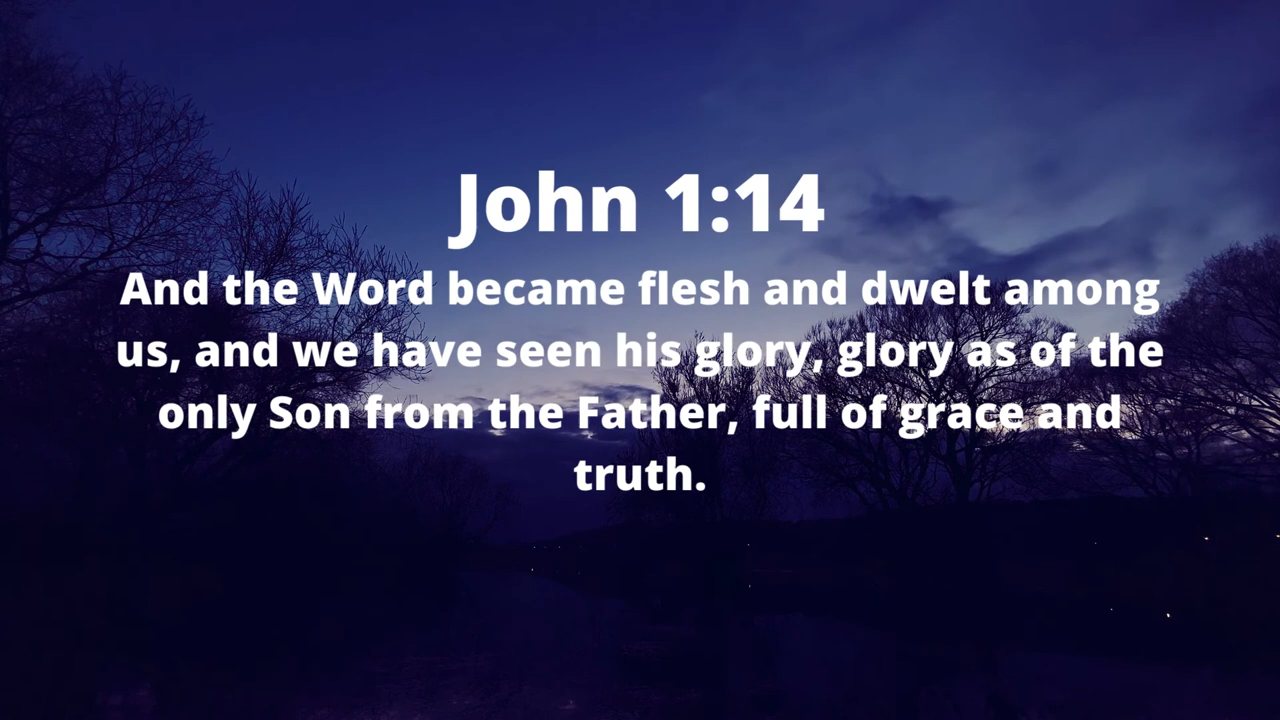 John 1:14
And the Word became flesh and dwelt among
us, and we have seen his glory, glory as of the
only Son from the Father, full of grace and
truth.